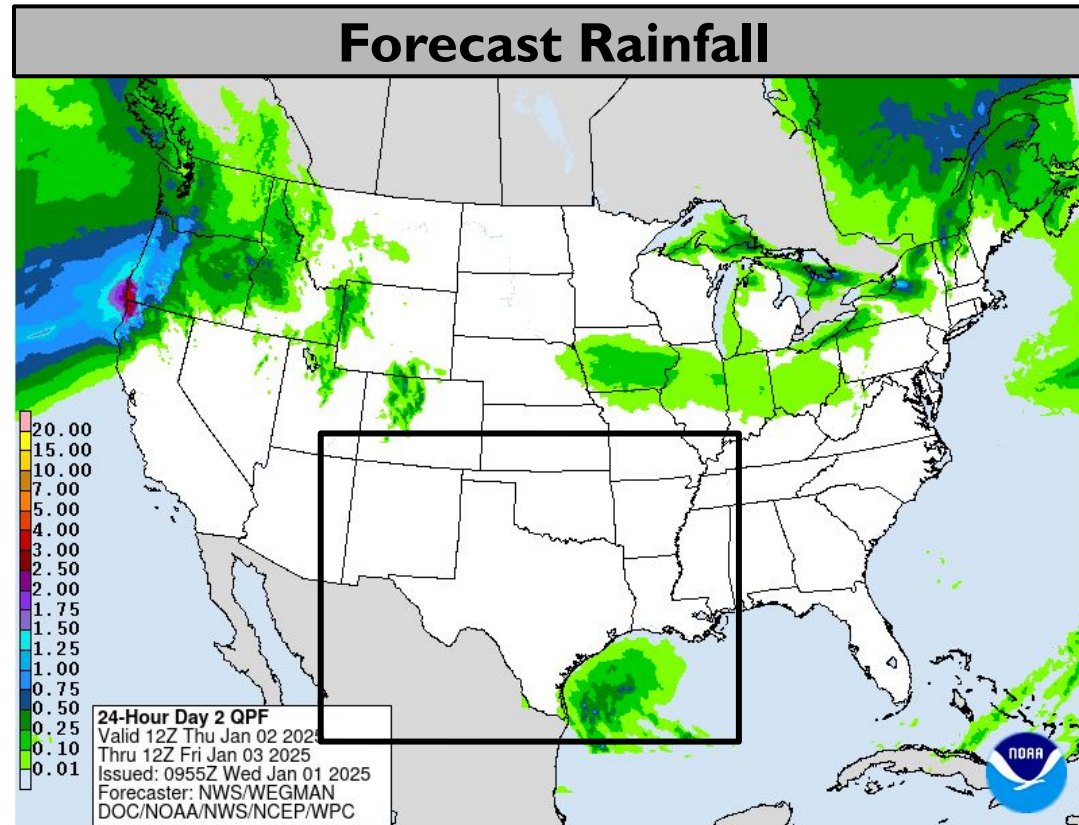 Forecast Rainfall
20.00
15.00
10.00
7.00
5.00
4.00
3.00
2.50
2.00
1.75
1.50
1.25
1.00
0.75
0.50
0.25
0.10
0.01
24-Hour Day 2 QPF
Valid 12Z Thu Jan 02 2025
Thru 12Z Fri Jan 03 2025
Issued: 0955Z Wed Jan 01 2025
Forecaster: NWS/WEGMAN
DOC/NOAA/NWS/NCEP/WPC
NOAA